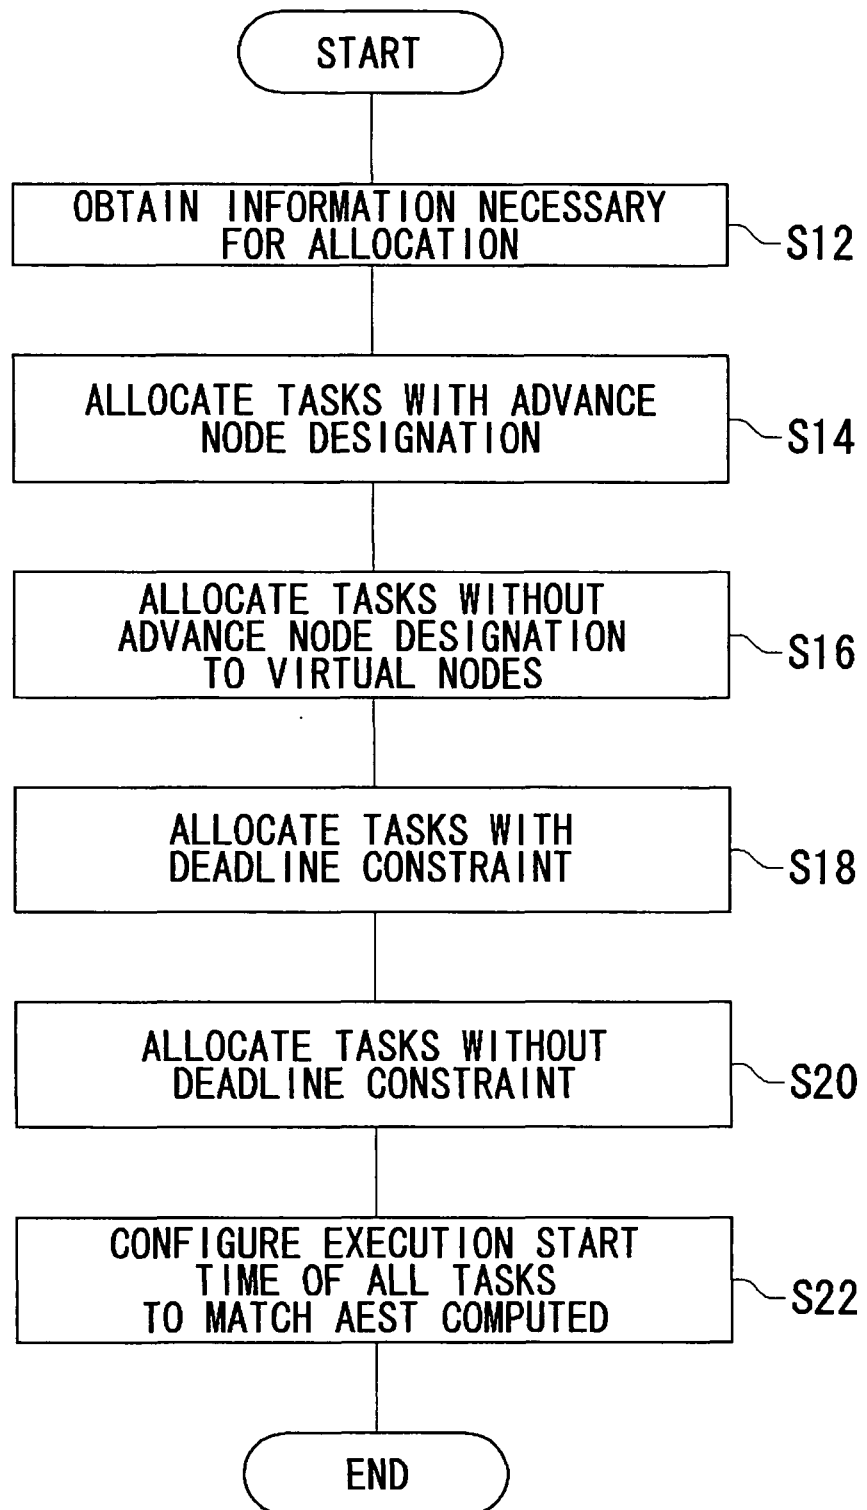 START
OBTAIN INFORMATION NECESSARY
FOR ALLOCATION
S12
ALLOCATE TASKS WITH ADVANCE
NODE DESIGNATION
S14
ALLOCATE TASKS WITHOUT
ADVANCE NODE DESIGNATION
TO VIRTUAL NODES
S16
ALLOCATE TASKS WITH
DEADLINE CONSTRAINT
S18
ALLOCATE TASKS WITHOUT
DEADLINE CONSTRAINT
S20
CONFIGURE EXECUTION START
TIME OF ALL TASKS
TO MATCH AEST COMPUTED
S22
END